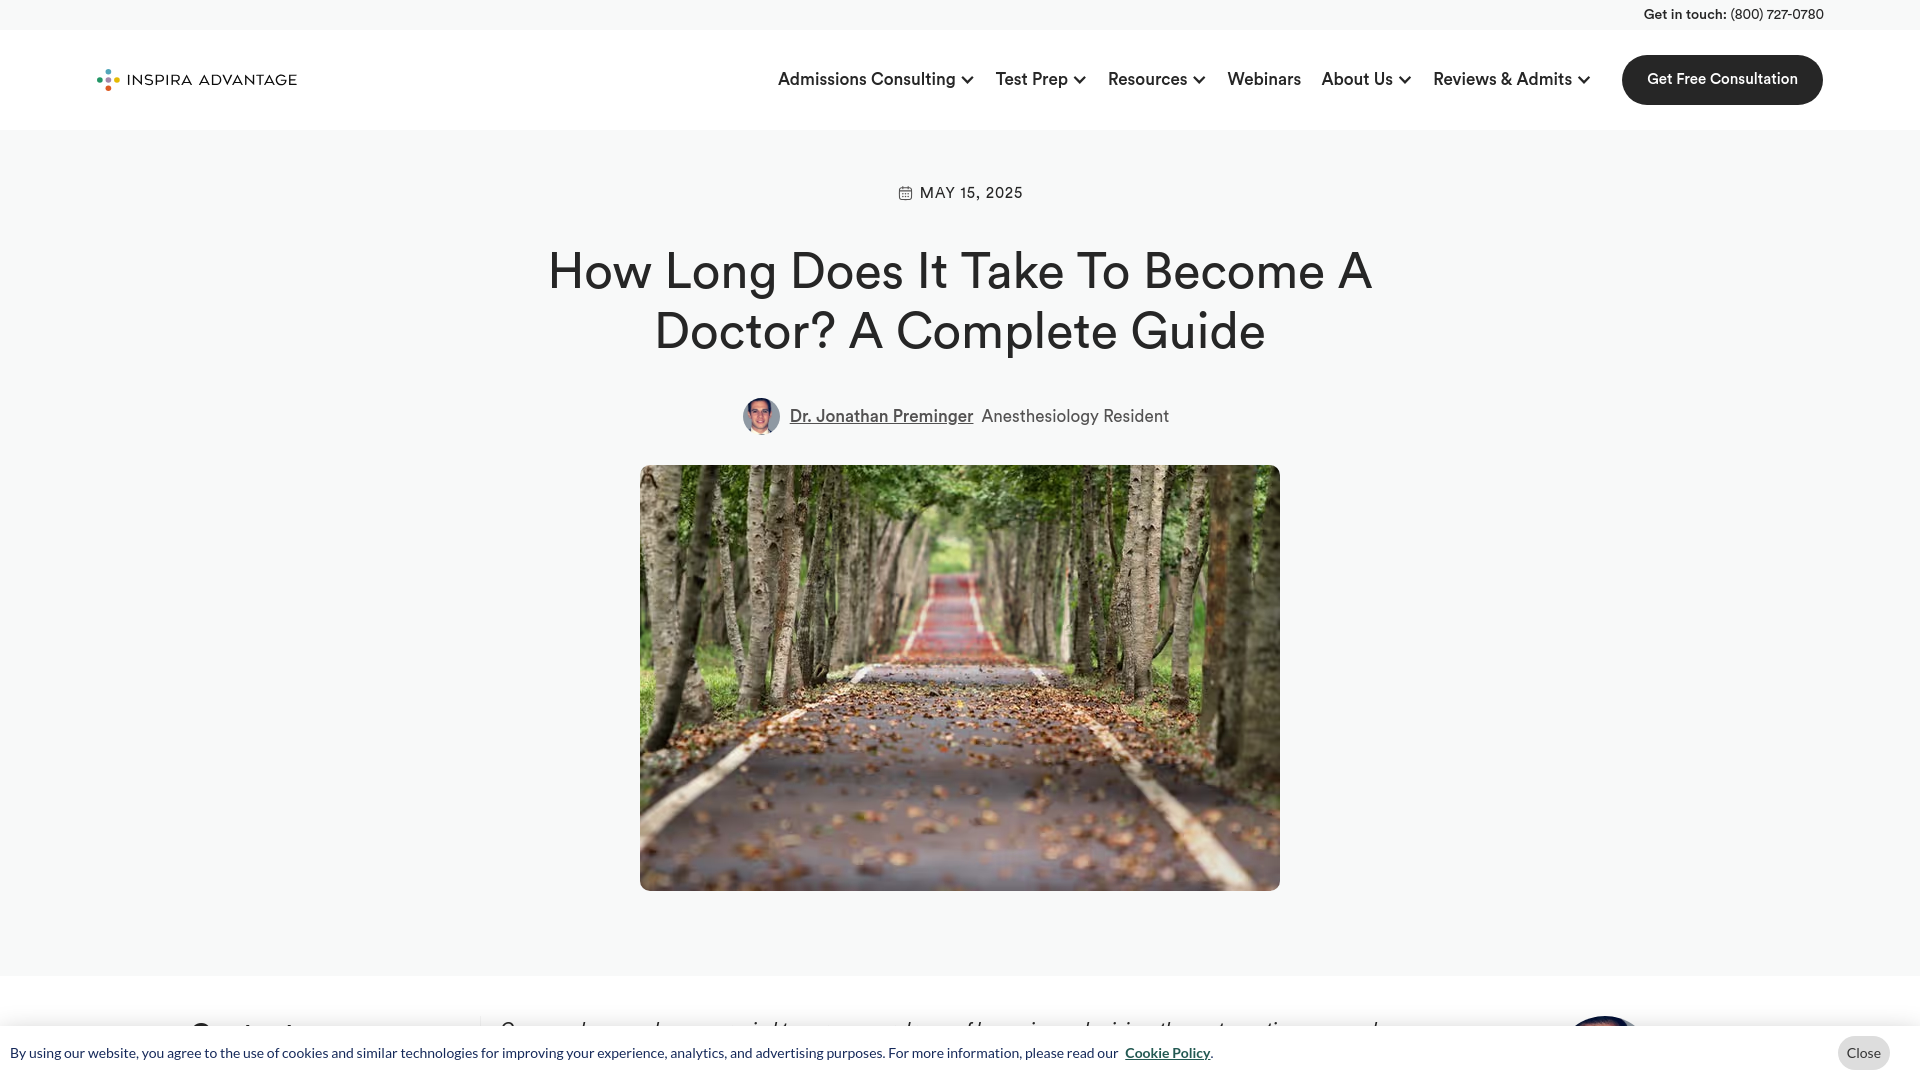 Get in touch: (800) 727-0780
INSPIRA ADVANTAGE
Admissions Consulting
Test Prep
Resources
Webinars
About Us
Reviews & Admits
Get Free Consultation
MAY 15, 2025
How Long Does It Take To Become A
Doctor? A Complete Guide
Dr. Jonathan Preminger Anesthesiology Resident
By using our website, you agree to the use of cookies and similar technologies for improving your experience, analytics, and advertising purposes. For more information, please read our Cookie Policy.
Close